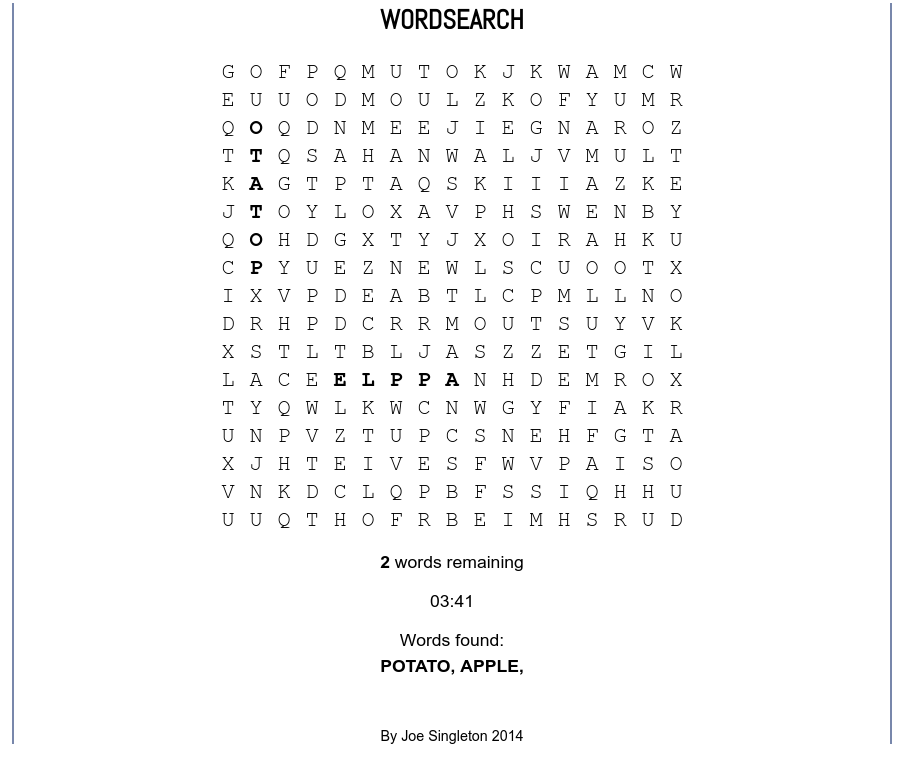 WORDSEARCH
G O F P Q M U T O K J K W A M C W
E U U O D M O U L Z K O F Y U M R
Q O Q D N M E E J I E G N A R O Z
T T Q S A H A N W A L J V M U L T
K A G T P T A Q S K I I I A Z K E
J T O Y L O X A V P H S W E N B Y
Q O H D G X T Y J X O I R A H K U
C P Y U E Z N E W L S C U O O T X
I X V P D E A B T L C P M L L N O
D R H P D C R R M O U T S U Y V K
X S T L T B L J A S Z Z E T G I L
L A C E E L P P A N H D E M R O X
T Y Q W L K W C N W G Y F I A K R
U N P V Z T U P C S N E H F G T A
X J H T E I V E S F W V P A I S O
V N K D C L Q P B F S S I Q H H U
U U Q T H O F R B E I M H S R U D
2 words remaining
03:41
Words found:
POTATO, APPLE,
By Joe Singleton 2014